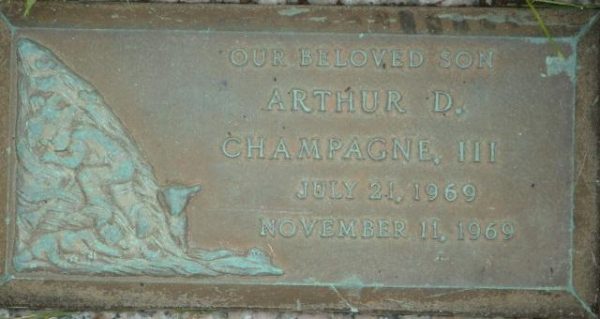 OUR BELOVED SON
ARTHUR D.
CHAMPAGNE, III
JULY 21, 1969
NOVEMBER 11, 1969